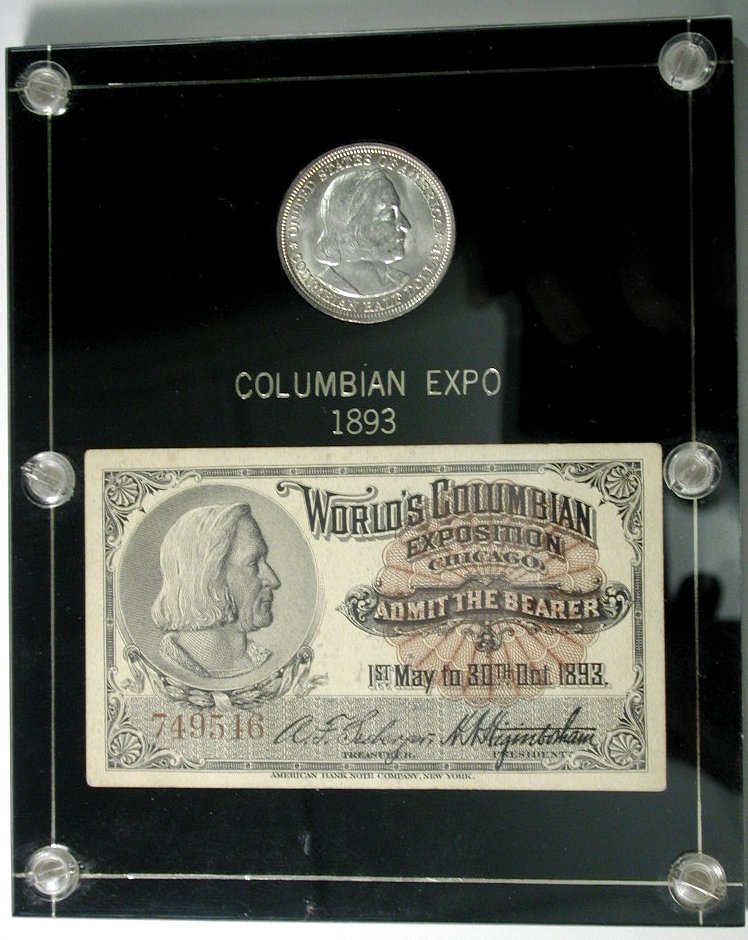 UNITED STATES OF AMERICA
COLUMBIAN HALF DOLLAR
COLUMBIAN EXPO
1893
WORLD'S COLUMBIAN
EXPOSITION
CHICAGO,
ADMIT THE BEARER
1ST May to 30TH Oct. 1893.
749516
TREASURER. PRESIDENT.
AMERICAN BANK NOTE COMPANY, NEW YORK.